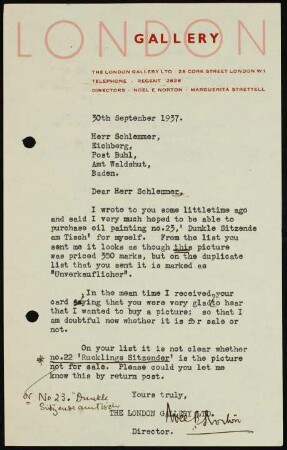 LONDON
GALLERY
THE LONDON GALLERY LTD 28 CORK STREET LONDON W1
TELEPHONE - REGENT 3828
DIRECTORS - NOEL E. NORTON - MARGUERITA STRETTELL
30th September 1937.
Herr Schlemmer,
Eichberg,
Post Buhl,
Amt Waldshut,
Baden.
Dear Herr Schlemmer,
I wrote to you some littletime ago
and said I very much hoped to be able to
purchase oil painting no.23,' Dunkle Sitzende
am Tisch' for myself. From the list you
sent me it looks as though this picture
was priced 350 marks, but on the duplicate
list that you sent it is marked as
"Unverkauflicher".
In the mean time I received your
card saying that you were very glad to hear
that I wanted to buy a picture; so that I
am doubtful now whether it is for sale or
not.
On your list it is not clear whether
* no.22 'Rucklings Sitzender' is the picture
not for sale. Please could you let me
know this by return post.
Yours truly,
or No 23. "Dunkle
Sitzende am Tisch
THE LONDON GALLERY LTD.
Noel E. Norton
Director.